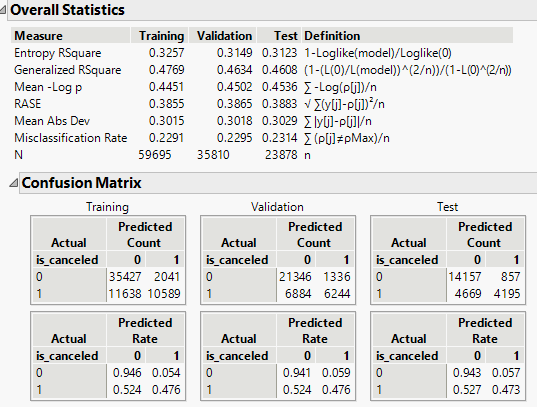 Overall Statistics
Measure Training Validation Test Definition
Entropy RSquare 0.3257 0.3149 0.3123 1-Loglike(model)/Loglike(0)
Generalized RSquare 0.4769 0.4634 0.4608 (1-(L(0)/L(model))^(2/n))/(1-L(0)^(2/n))
Mean -Log p 0.4451 0.4502 0.4536 ∑ -Log(ρ[j])/n
RASE 0.3855 0.3865 0.3883 √ ∑(y[j]-ρ[j])²/n
Mean Abs Dev 0.3015 0.3018 0.3029 ∑ |y[j]-ρ[j]|/n
Misclassification Rate 0.2291 0.2295 0.2314 ∑ (ρ[j]≠ρMax)/n
N 59695 35810 23878 n
Confusion Matrix
Training Validation Test
Predicted Predicted Predicted
Actual Count Actual Count Actual Count
is_canceled 0 1 is_canceled 0 1 is_canceled 0 1
0 35427 2041 0 21346 1336 0 14157 857
1 11638 10589 1 6884 6244 1 4669 4195
Predicted Predicted Predicted
Actual Rate Actual Rate Actual Rate
is_canceled 0 1 is_canceled 0 1 is_canceled 0 1
0 0.946 0.054 0 0.941 0.059 0 0.943 0.057
1 0.524 0.476 1 0.524 0.476 1 0.527 0.473